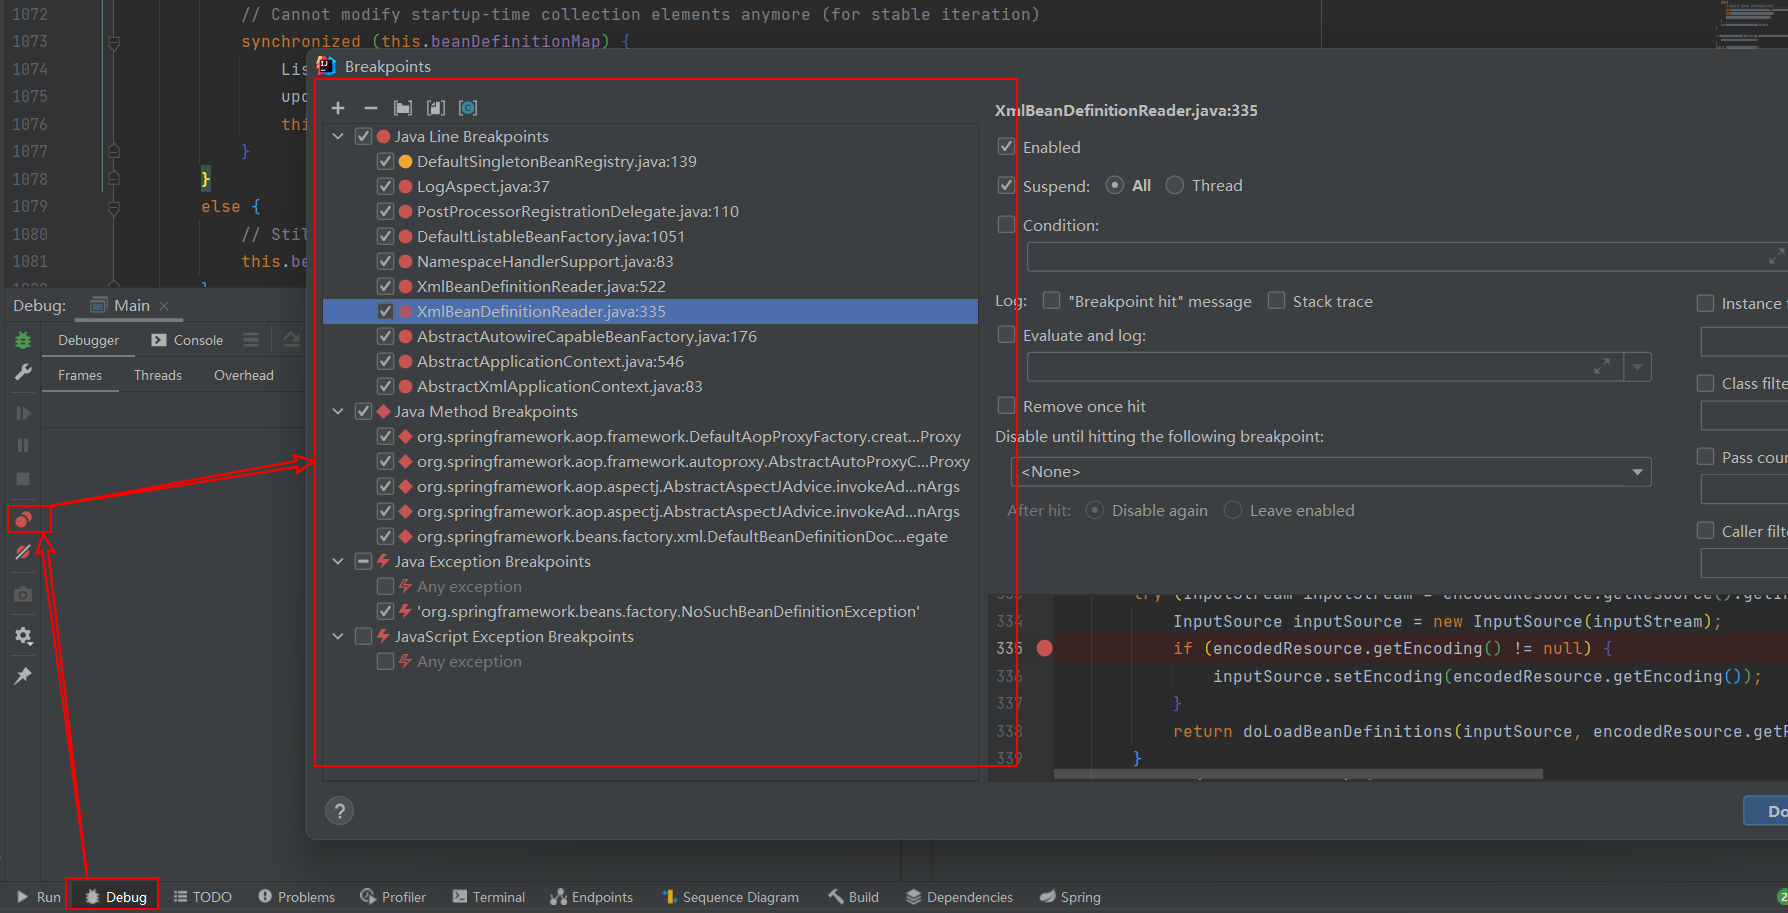 1072 // Cannot modify startup-time collection elements anymore (for stable iteration)
1073 synchronized (this.beanDefinitionMap) {
1074 Lis
1075 upd
1076 thi
1077 }
1078 }
1079 else {
1080 // Stil
1081 this.be
Breakpoints
Java Line Breakpoints
DefaultSingletonBeanRegistry.java:139
LogAspect.java:37
PostProcessorRegistrationDelegate.java:110
DefaultListableBeanFactory.java:1051
NamespaceHandlerSupport.java:83
XmlBeanDefinitionReader.java:522
XmlBeanDefinitionReader.java:335
AbstractAutowireCapableBeanFactory.java:176
AbstractApplicationContext.java:546
AbstractXmlApplicationContext.java:83
Java Method Breakpoints
org.springframework.aop.framework.DefaultAopProxyFactory.creat...Proxy
org.springframework.aop.framework.autoproxy.AbstractAutoProxyC...Proxy
org.springframework.aop.aspectj.AbstractAspectJAdvice.invokeAd...nArgs
org.springframework.aop.aspectj.AbstractAspectJAdvice.invokeAd...nArgs
org.springframework.beans.factory.xml.DefaultBeanDefinitionDoc...egate
Java Exception Breakpoints
Any exception
'org.springframework.beans.factory.NoSuchBeanDefinitionException'
JavaScript Exception Breakpoints
Any exception
XmlBeanDefinitionReader.java:335
Enabled
Suspend: All Thread
Condition:
Log: "Breakpoint hit" message Stack trace
Instance
Evaluate and log:
Class filte
Remove once hit
Disable until hitting the following breakpoint:
<None>
Pass cour
After hit: Disable again Leave enabled
Caller filte
334 InputSource inputSource = new InputSource(inputStream);
335 if (encodedResource.getEncoding() != null) {
336 inputSource.setEncoding(encodedResource.getEncoding());
337 }
338 return doLoadBeanDefinitions(inputSource, encodedResource.getR
339 }
?
Do
Debug: Main
Debugger Console
Frames Threads Overhead
Run Debug TODO Problems Profiler Terminal Endpoints Sequence Diagram Build Dependencies Spring
2